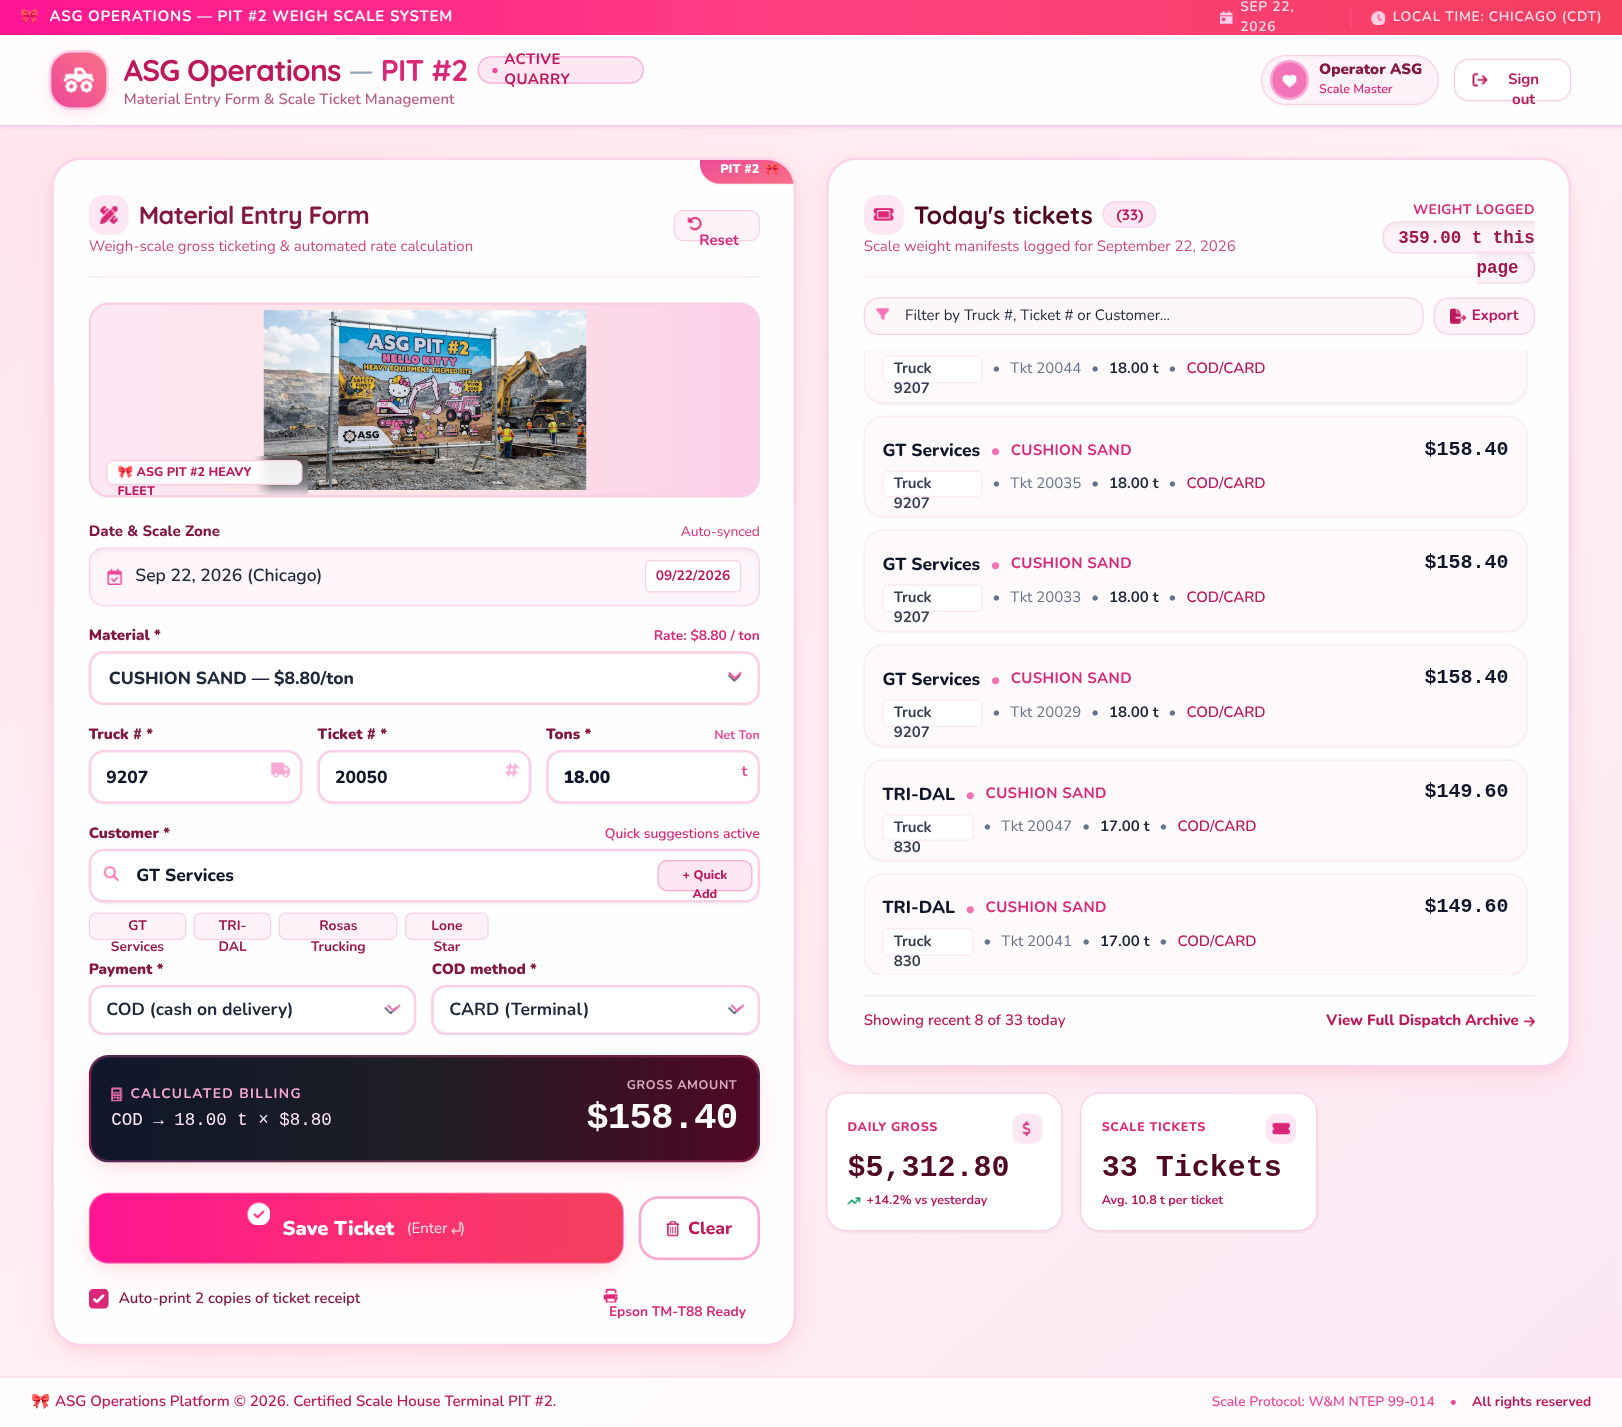 ASG OPERATIONS — PIT #2 WEIGH SCALE SYSTEM
SEP 22,
2026
LOCAL TIME: CHICAGO (CDT)
ASG Operations — PIT #2
ACTIVE
QUARRY
Material Entry Form & Scale Ticket Management
Operator ASG
Scale Master
Sign
out
PIT #2
Material Entry Form
Weigh-scale gross ticketing & automated rate calculation
Reset
ASG PIT #2
HELLO KITTY
HEAVY EQUIPMENT THEMED SITE
SAFETY
FIRST
ASG
ASG PIT #2 HEAVY
FLEET
Date & Scale Zone
Auto-synced
Sep 22, 2026 (Chicago)
09/22/2026
Material *
Rate: $8.80 / ton
CUSHION SAND — $8.80/ton
Truck # *
Ticket # *
Tons *
Net Ton
9207
20050
#
18.00
t
Customer *
Quick suggestions active
GT Services
+ Quick
Add
GT
Services
TRI-
DAL
Rosas
Trucking
Lone
Star
Payment *
COD method *
COD (cash on delivery)
CARD (Terminal)
CALCULATED BILLING
COD → 18.00 t × $8.80
GROSS AMOUNT
$158.40
Save Ticket (Enter ↵)
Clear
Auto-print 2 copies of ticket receipt
Epson TM-T88 Ready
Today's tickets (33)
Scale weight manifests logged for September 22, 2026
WEIGHT LOGGED
359.00 t this
page
Filter by Truck #, Ticket # or Customer...
Export
Truck
9207
• Tkt 20044 • 18.00 t • COD/CARD
GT Services • CUSHION SAND
$158.40
Truck
9207
• Tkt 20035 • 18.00 t • COD/CARD
GT Services • CUSHION SAND
$158.40
Truck
9207
• Tkt 20033 • 18.00 t • COD/CARD
GT Services • CUSHION SAND
$158.40
Truck
9207
• Tkt 20029 • 18.00 t • COD/CARD
TRI-DAL • CUSHION SAND
$149.60
Truck
830
• Tkt 20047 • 17.00 t • COD/CARD
TRI-DAL • CUSHION SAND
$149.60
Truck
830
• Tkt 20041 • 17.00 t • COD/CARD
Showing recent 8 of 33 today
View Full Dispatch Archive →
DAILY GROSS
$
$5,312.80
+14.2% vs yesterday
SCALE TICKETS
33 Tickets
Avg. 10.8 t per ticket
ASG Operations Platform © 2026. Certified Scale House Terminal PIT #2.
Scale Protocol: W&M NTEP 99-014 • All rights reserved